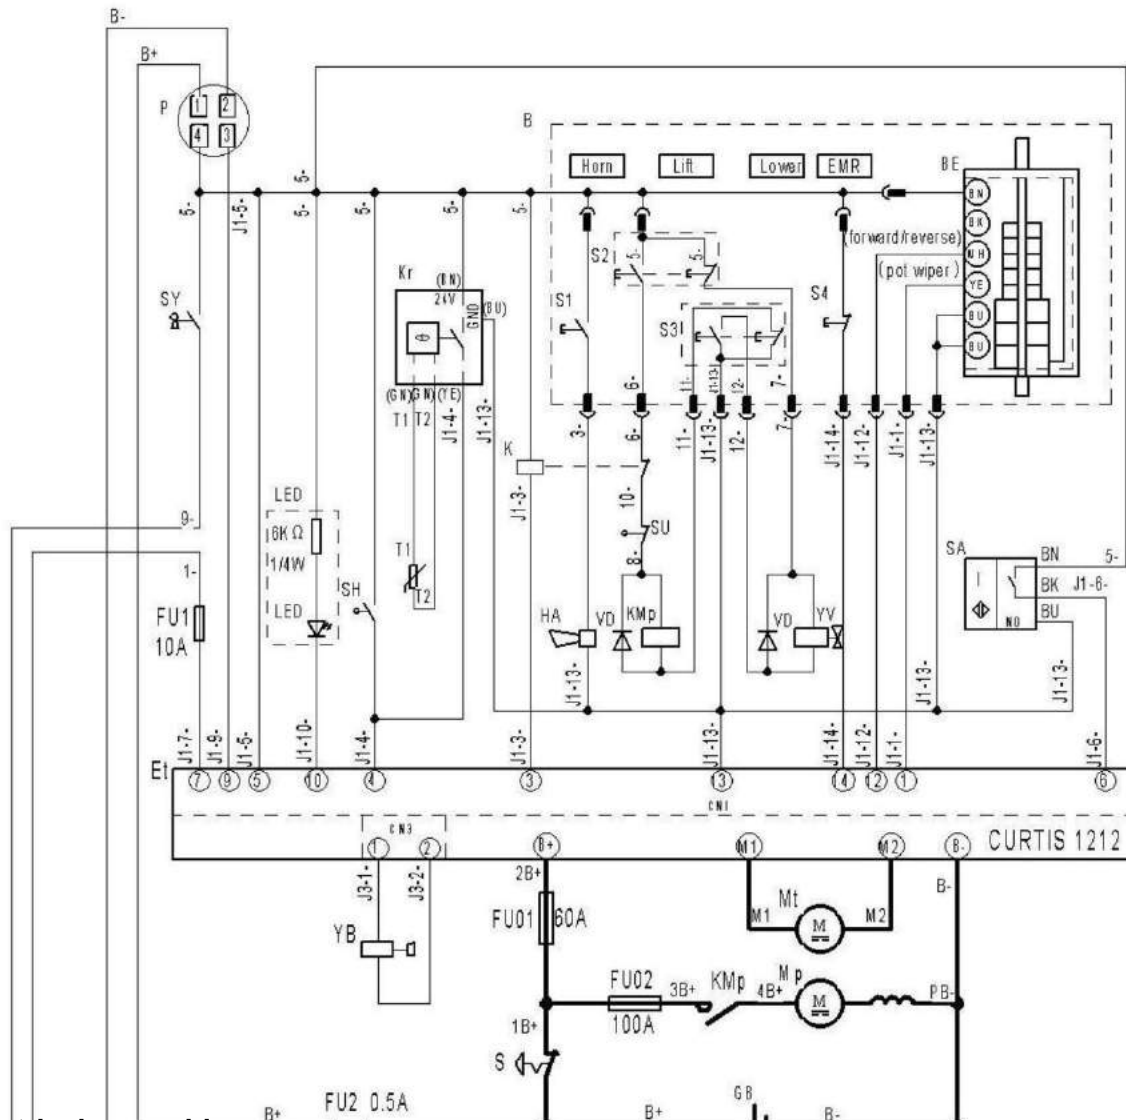 B-
B+
P
1 2
4 3
B
Horn Lift Lower EMR
BE
BN
BK
WH
YE
BU
BU
(forward/reverse)
(pot wiper)
5-
5-
J1-5-
5-
5-
5-
5-
SY
Kr
(BN)
24V
GND
(BU)
θ
(GN) (GN) (YE)
T1 T2
J1-4-
J1-13-
S1
S2
5-
5-
S3
S4
6-
11-
J1-13-
12-
7-
3-
6-
11-
J1-13-
12-
7-
J1-14-
J1-12-
J1-1-
J1-13-
K
J1-3-
10-
SU
8-
9-
1-
FU1
10A
LED
6K Ω
1/4W
LED
SH
T1
T2
HA
VD
KMp
VD
YV
SA
BN
BK
BU
NO
5-
J1-6-
J1-13-
J1-13-
J1-13-
J1-7-
J1-9-
J1-5-
J1-10-
J1-4-
J1-3-
J1-13-
J1-14-
J1-12-
J1-1-
J1-6-
Et
7 9 5 10 4 3 13 14 12 1 6
CN1
CN3
1 2 B+ M1 M2 B-
CURTIS 1212
J3-1-
J3-2-
YB
2B+
FU01 60A
M1
Mt
M
M2
B-
FU02
100A
3B+
KMp
4B+
Mp
M
PB-
1B+
S
FU2 0.5A
GB
B+
B+
B-